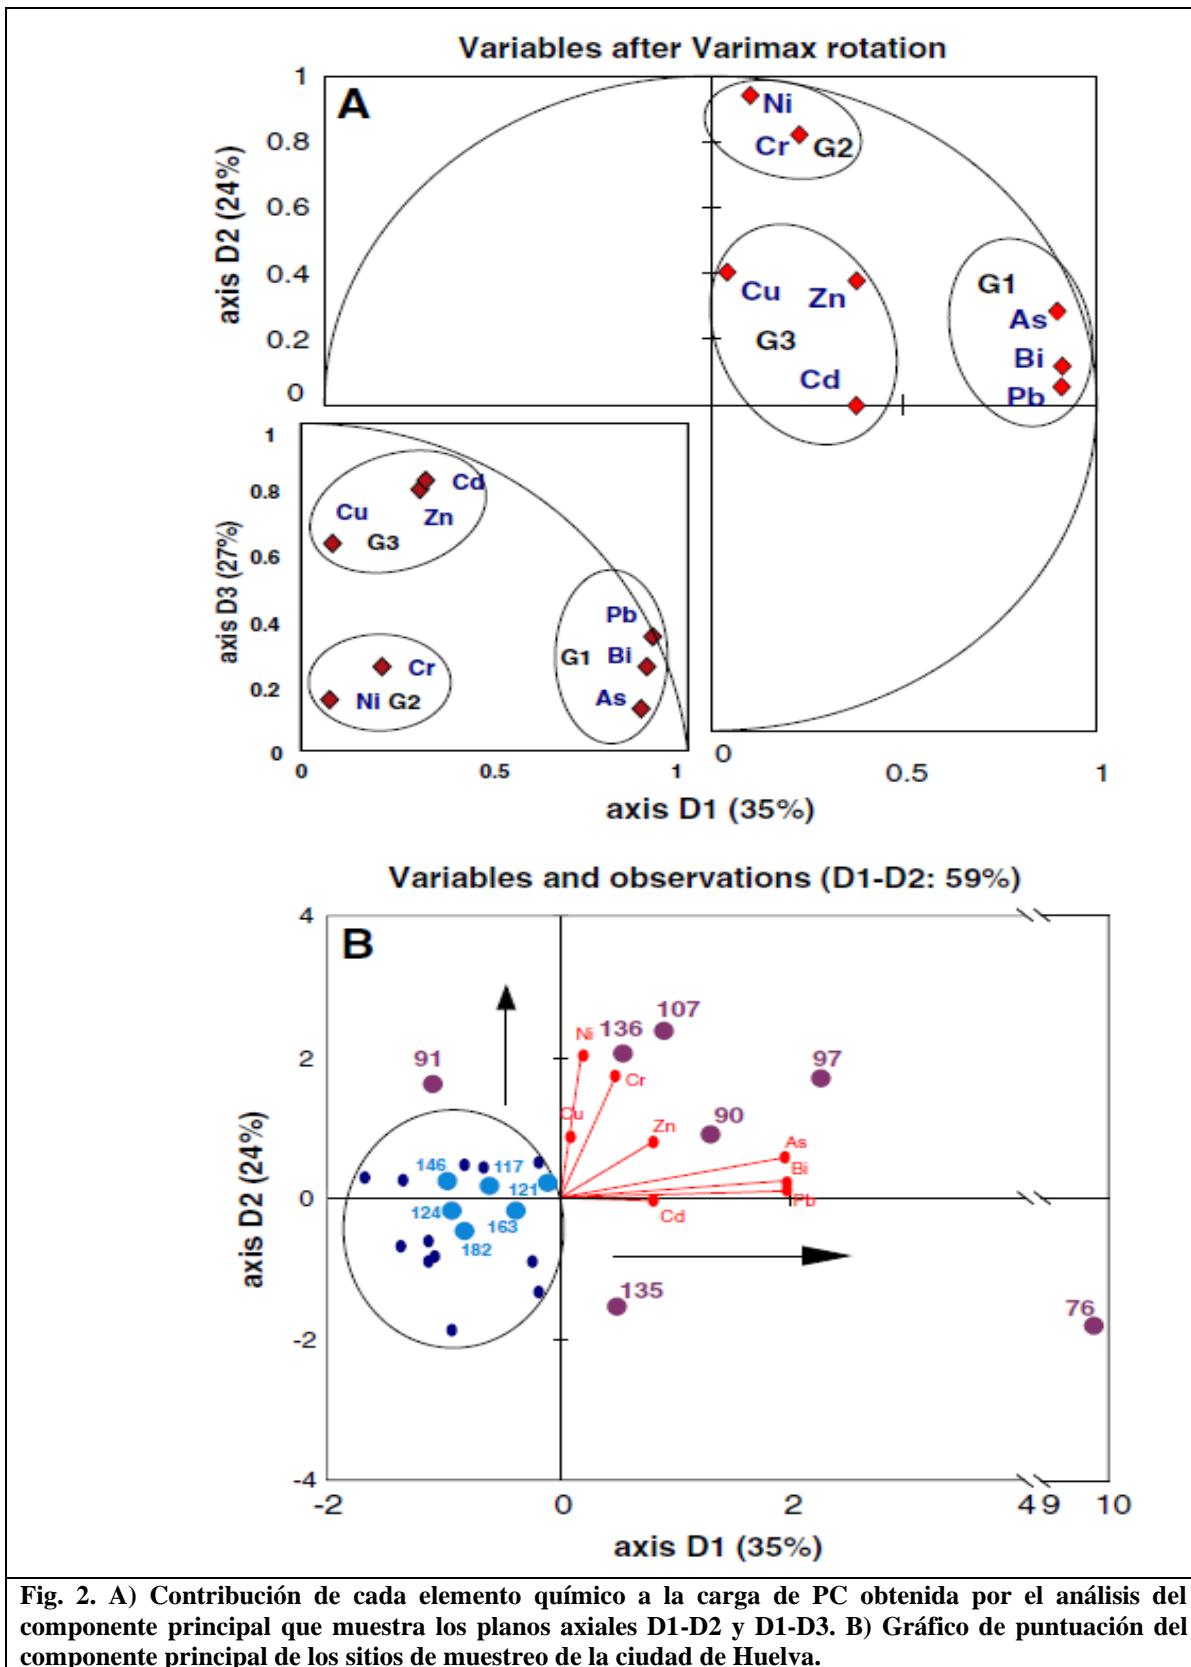 Variables after Varimax rotation
A
axis D2 (24%)
1
0.8
0.6
0.4
0.2
0
Ni
Cr G2
Cu Zn
G3
Cd
G1
As
Bi
Pb
0
0.5
1
axis D3 (27%)
1
0.8
0.6
0.4
0.2
0
Cd
Cu
Zn
G3
Pb
G1 Bi
As
Cr
Ni G2
0
0.5
1
axis D1 (35%)
Variables and observations (D1-D2: 59%)
B
axis D2 (24%)
4
2
0
-2
-4
107
136
Ni
97
91
Cr
90
Cu
Zn
As
146
117
Bi
121
Pb
124
163
Cd
182
135
76
-2
0
2
4 9
10
axis D1 (35%)
Fig. 2. A) Contribución de cada elemento químico a la carga de PC obtenida por el análisis del
componente principal que muestra los planos axiales D1-D2 y D1-D3. B) Gráfico de puntuación del
componente principal de los sitios de muestreo de la ciudad de Huelva.